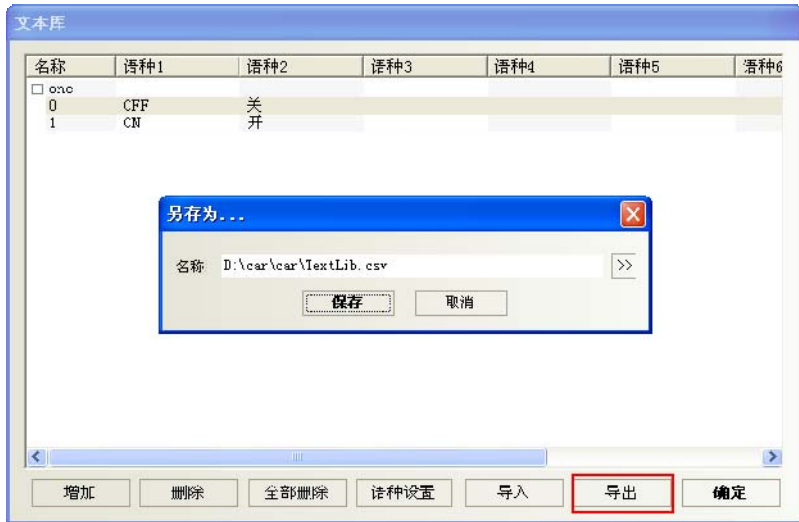 文本库
名称 语种1 语种2 语种3 语种4 语种5 语种6
onc
0 CFF 关
1 CN 开
另存为...
名称 D:\car\car\TextLib.csv >>
保存 取消
增加 删除 全部删除 语种设置 导入 导出 确定